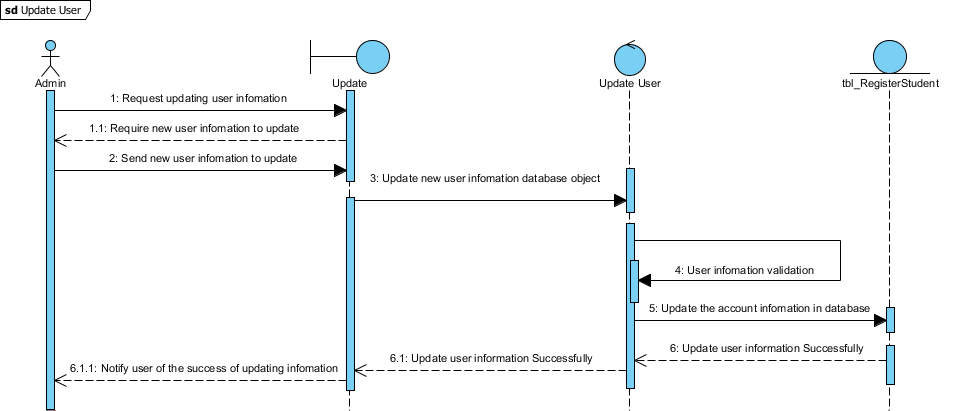 sd Update User
Admin
Update
Update User
tbl_RegisterStudent
1: Request updating user infomation
1.1: Require new user infomation to update
2: Send new user infomation to update
3: Update new user infomation database object
4: User infomation validation
5: Update the account infomation in database
6: Update user information Successfully
6.1: Update user information Successfully
6.1.1: Notify user of the success of updating infomation